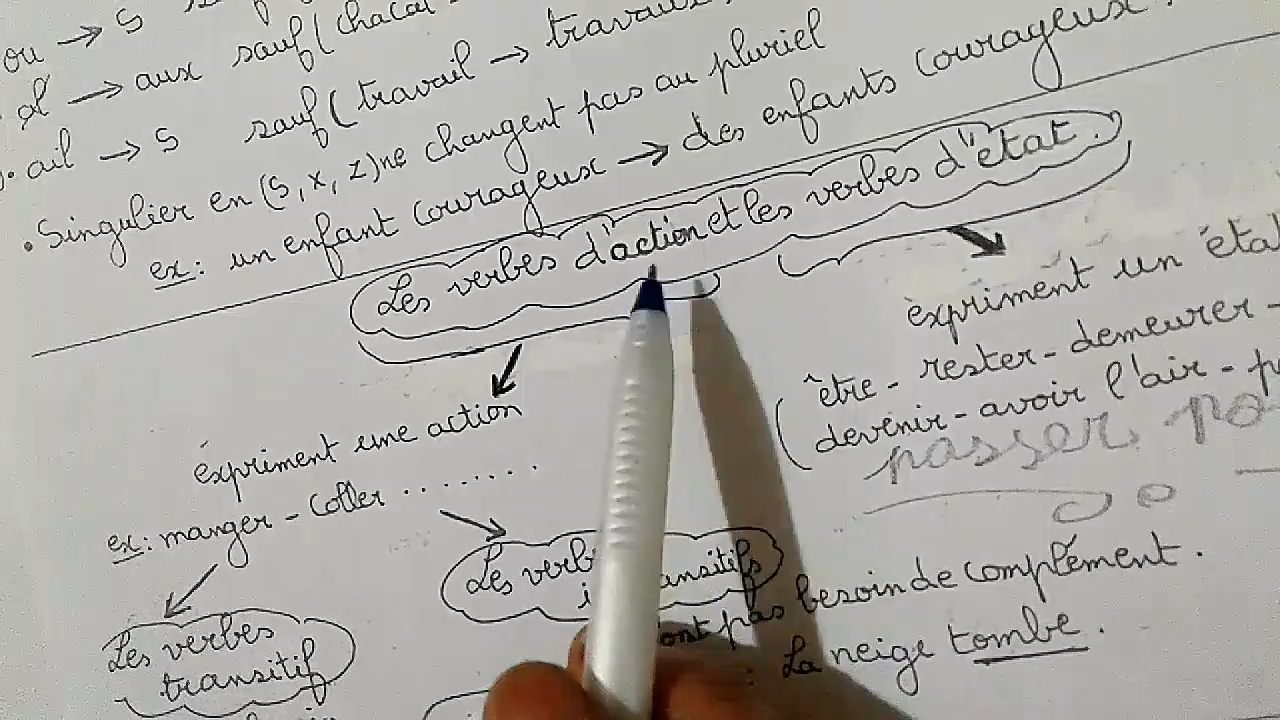 ou → s
al → aux sauf (chacal
ail → s sauf (travail → travaux
• Singulier en (s, x, z) ne changent pas au pluriel
ex : un enfant courageux → des enfants courageux.
Les verbes d'action et les verbes d'état.
expriment une action
ex : manger - coller ........
expriment un état
être - rester - demeurer -
(devenir - avoir l'air -
passer
Les verbes
transitif
Les
ont pas besoin de complément.
: La neige tombe.